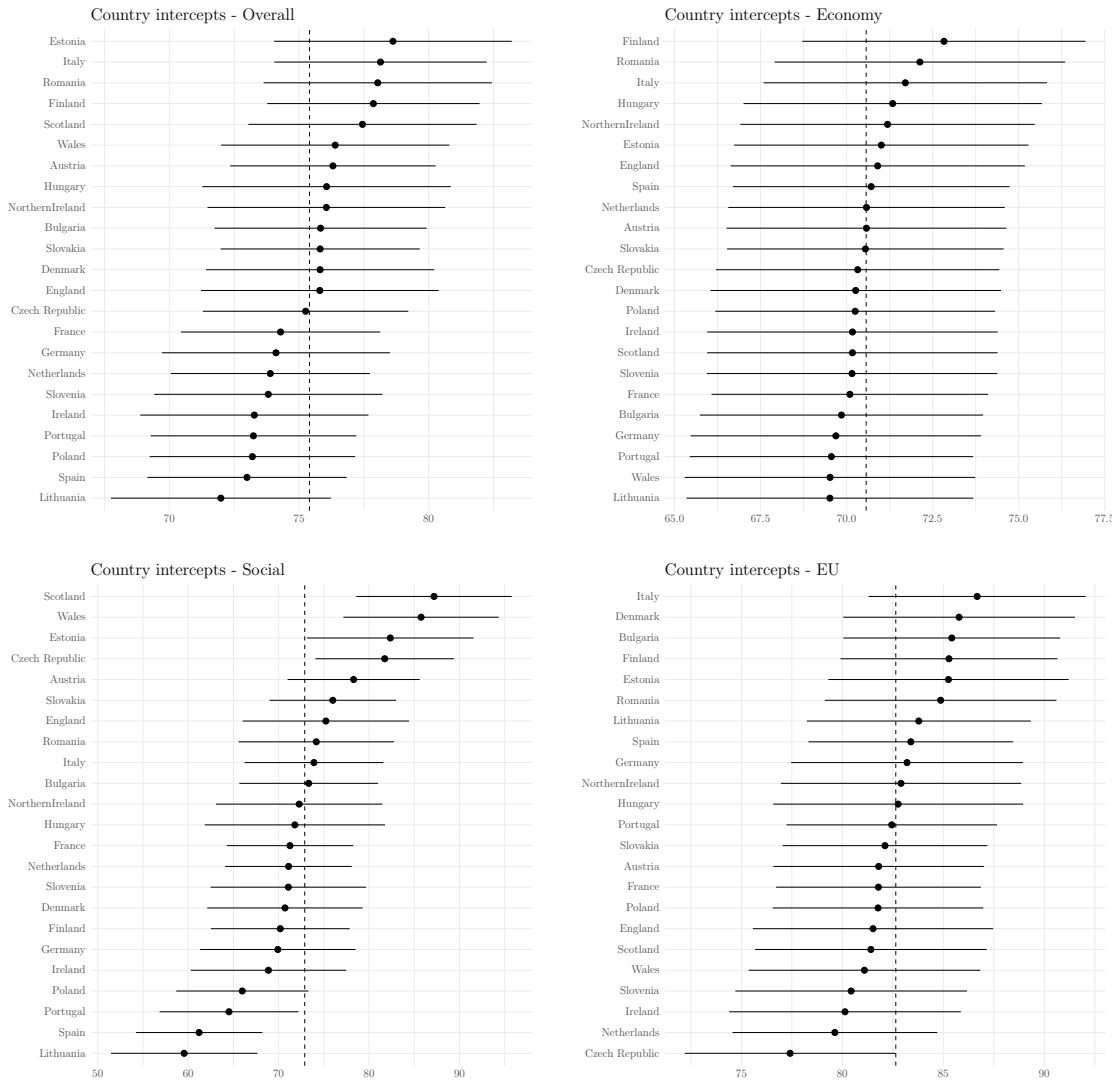 Country intercepts - Overall
Estonia
Italy
Romania
Finland
Scotland
Wales
Austria
Hungary
NorthernIreland
Bulgaria
Slovakia
Denmark
England
Czech Republic
France
Germany
Netherlands
Slovenia
Ireland
Portugal
Poland
Spain
Lithuania
70 75 80
Country intercepts - Economy
Finland
Romania
Italy
Hungary
NorthernIreland
Estonia
England
Spain
Netherlands
Austria
Slovakia
Czech Republic
Denmark
Poland
Ireland
Scotland
Slovenia
France
Bulgaria
Germany
Portugal
Wales
Lithuania
65.0 67.5 70.0 72.5 75.0 77.5
Country intercepts - Social
Scotland
Wales
Estonia
Czech Republic
Austria
Slovakia
England
Romania
Italy
Bulgaria
NorthernIreland
Hungary
France
Netherlands
Slovenia
Denmark
Finland
Germany
Ireland
Poland
Portugal
Spain
Lithuania
50 60 70 80 90
Country intercepts - EU
Italy
Denmark
Bulgaria
Finland
Estonia
Romania
Lithuania
Spain
Germany
NorthernIreland
Hungary
Portugal
Slovakia
Austria
France
Poland
England
Scotland
Wales
Slovenia
Ireland
Netherlands
Czech Republic
75 80 85 90